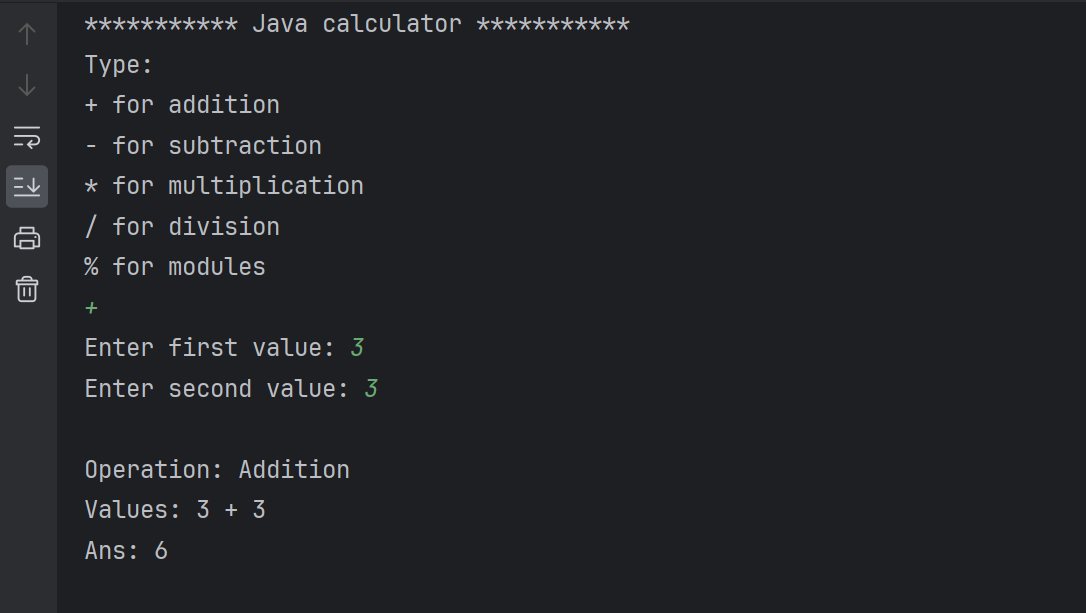 *********** Java calculator ***********
Type:
+ for addition
- for subtraction
* for multiplication
/ for division
% for modules
+
Enter first value: 3
Enter second value: 3
Operation: Addition
Values: 3 + 3
Ans: 6